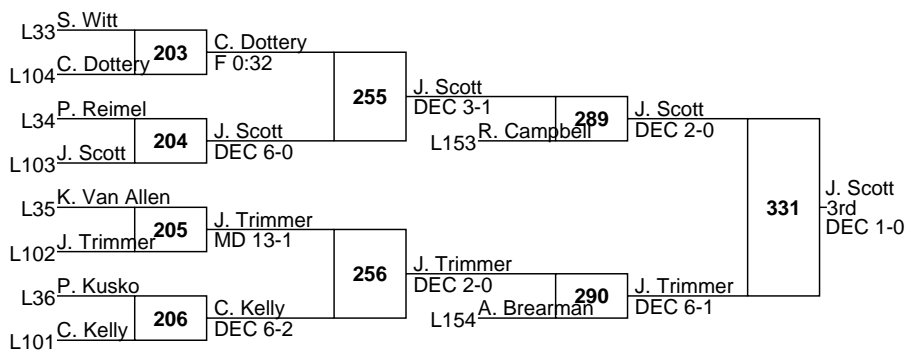 S. Witt
L33
203
C. Dottery
F 0:32
L104
C. Dottery
255
J. Scott
DEC 3-1
P. Reimel
L34
204
J. Scott
DEC 6-0
L103
J. Scott
289
J. Scott
DEC 2-0
L153
R. Campbell
K. Van Allen
L35
205
J. Trimmer
MD 13-1
L102
J. Trimmer
331
J. Scott
3rd
DEC 1-0
256
J. Trimmer
DEC 2-0
P. Kusko
L36
206
C. Kelly
DEC 6-2
L101
C. Kelly
290
J. Trimmer
DEC 6-1
L154
A. Brearman